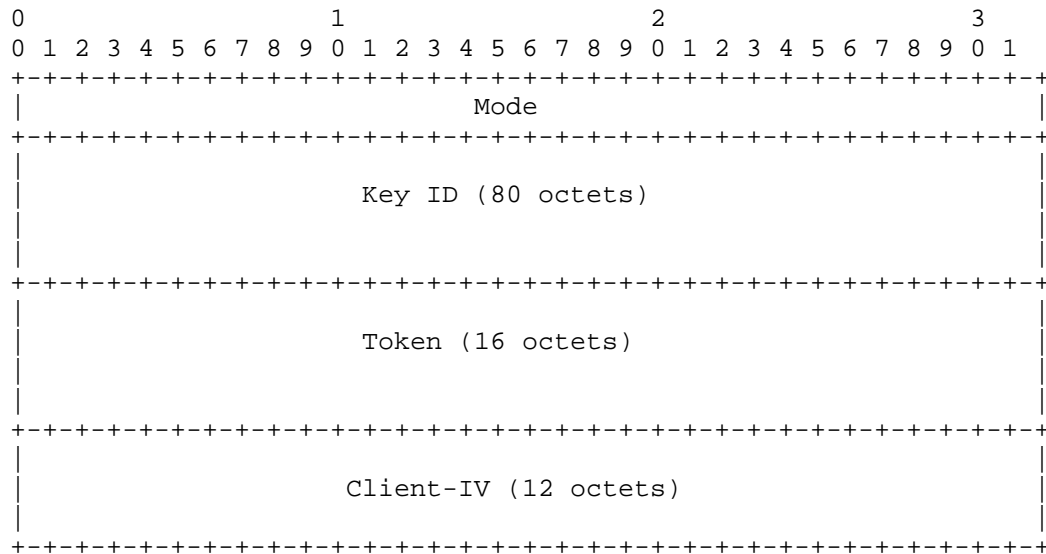 0                   1                   2                   3
0 1 2 3 4 5 6 7 8 9 0 1 2 3 4 5 6 7 8 9 0 1 2 3 4 5 6 7 8 9 0 1
+-+-+-+-+-+-+-+-+-+-+-+-+-+-+-+-+-+-+-+-+-+-+-+-+-+-+-+-+-+-+-+-+
|                            Mode                               |
+-+-+-+-+-+-+-+-+-+-+-+-+-+-+-+-+-+-+-+-+-+-+-+-+-+-+-+-+-+-+-+-+
|                                                               |
|                     Key ID (80 octets)                        |
|                                                               |
|                                                               |
+-+-+-+-+-+-+-+-+-+-+-+-+-+-+-+-+-+-+-+-+-+-+-+-+-+-+-+-+-+-+-+-+
|                                                               |
|                     Token (16 octets)                         |
|                                                               |
|                                                               |
+-+-+-+-+-+-+-+-+-+-+-+-+-+-+-+-+-+-+-+-+-+-+-+-+-+-+-+-+-+-+-+-+
|                                                               |
|                    Client-IV (12 octets)                      |
|                                                               |
+-+-+-+-+-+-+-+-+-+-+-+-+-+-+-+-+-+-+-+-+-+-+-+-+-+-+-+-+-+-+-+-+